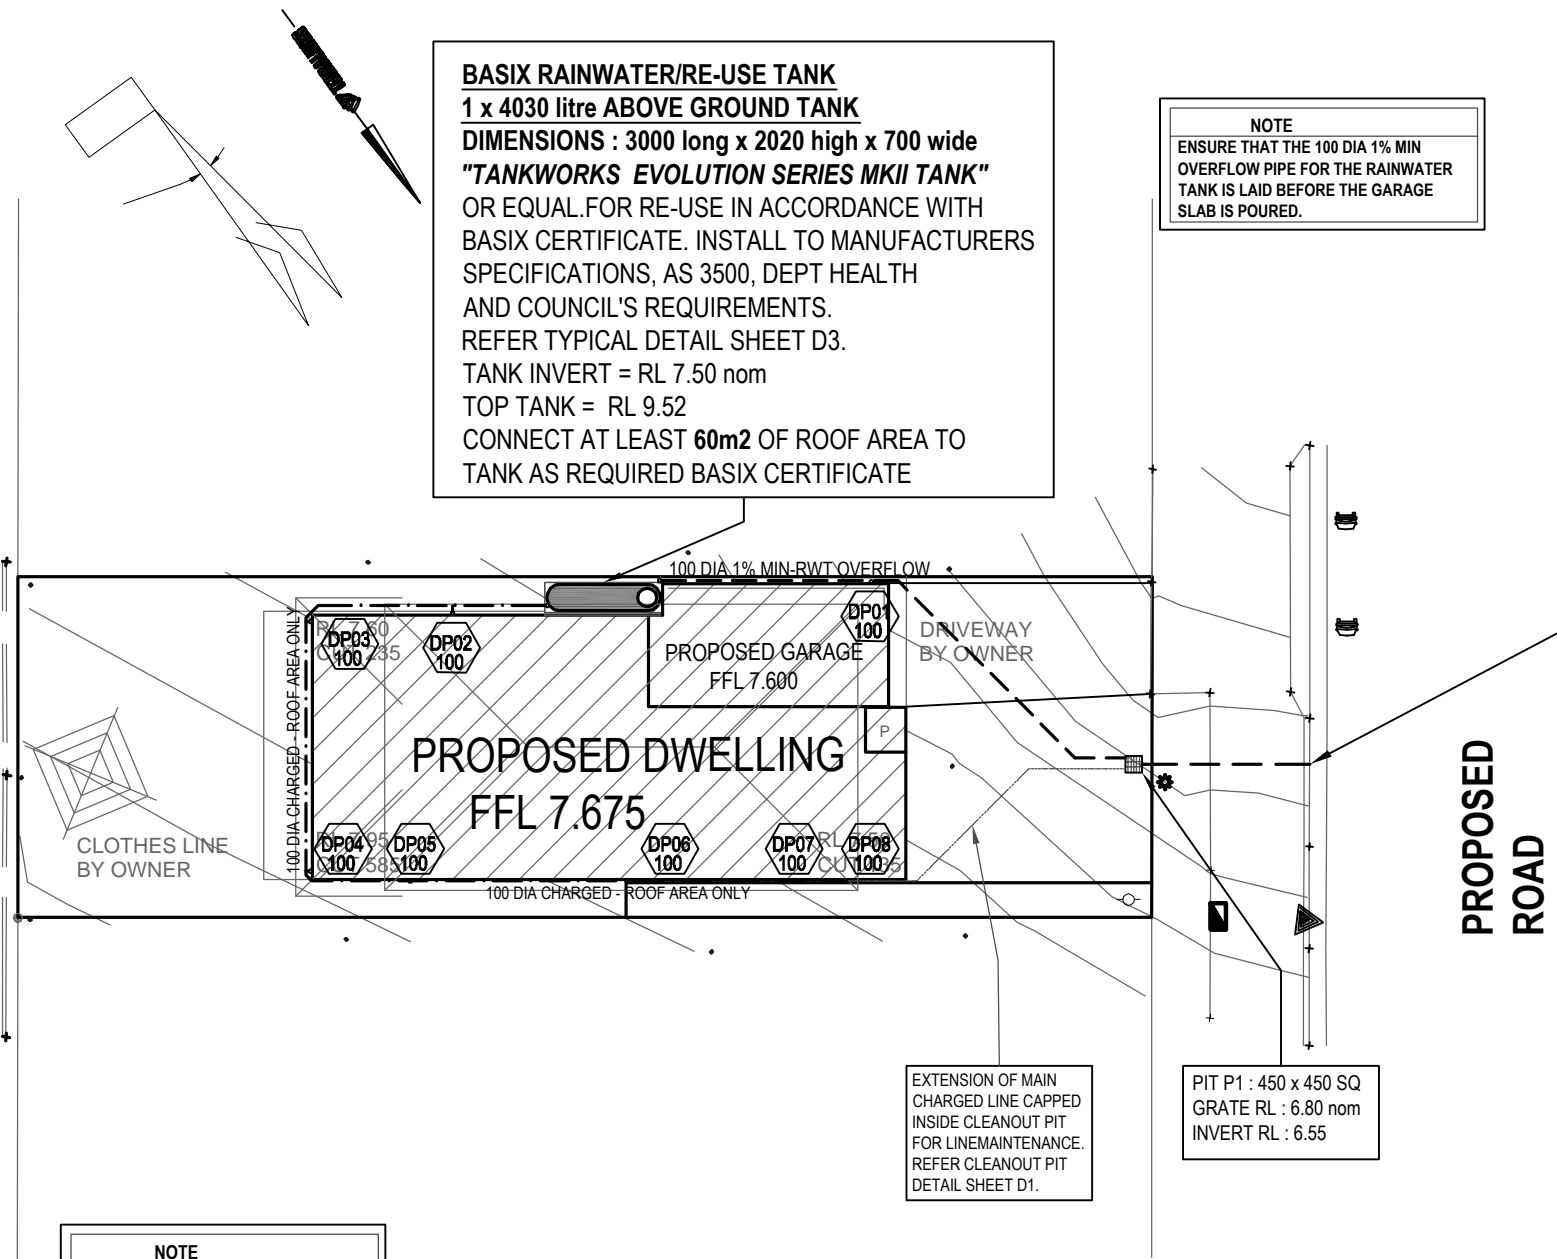 BASIX RAINWATER/RE-USE TANK
1 x 4030 litre ABOVE GROUND TANK
DIMENSIONS : 3000 long x 2020 high x 700 wide
"TANKWORKS EVOLUTION SERIES MKII TANK"
OR EQUAL.FOR RE-USE IN ACCORDANCE WITH
BASIX CERTIFICATE. INSTALL TO MANUFACTURERS
SPECIFICATIONS, AS 3500, DEPT HEALTH
AND COUNCIL'S REQUIREMENTS.
REFER TYPICAL DETAIL SHEET D3.
TANK INVERT = RL 7.50 nom
TOP TANK = RL 9.52
CONNECT AT LEAST 60m2 OF ROOF AREA TO
TANK AS REQUIRED BASIX CERTIFICATE
NOTE
ENSURE THAT THE 100 DIA 1% MIN
OVERFLOW PIPE FOR THE RAINWATER
TANK IS LAID BEFORE THE GARAGE
SLAB IS POURED.
100 DIA 1% MIN-RWT OVERFLOW
DP03
100
DP02
100
DP01
100
DRIVEWAY
BY OWNER
PROPOSED GARAGE
FFL 7.600
P
100 DIA CHARGED - ROOF AREA ONLY
PROPOSED DWELLING
FFL 7.675
CLOTHES LINE
BY OWNER
DP04
100
DP05
100
DP06
100
DP07
100
DP08
100
100 DIA CHARGED - ROOF AREA ONLY
PROPOSED
ROAD
EXTENSION OF MAIN
CHARGED LINE CAPPED
INSIDE CLEANOUT PIT
FOR LINEMAINTENANCE.
REFER CLEANOUT PIT
DETAIL SHEET D1.
PIT P1 : 450 x 450 SQ
GRATE RL : 6.80 nom
INVERT RL : 6.55
NOTE